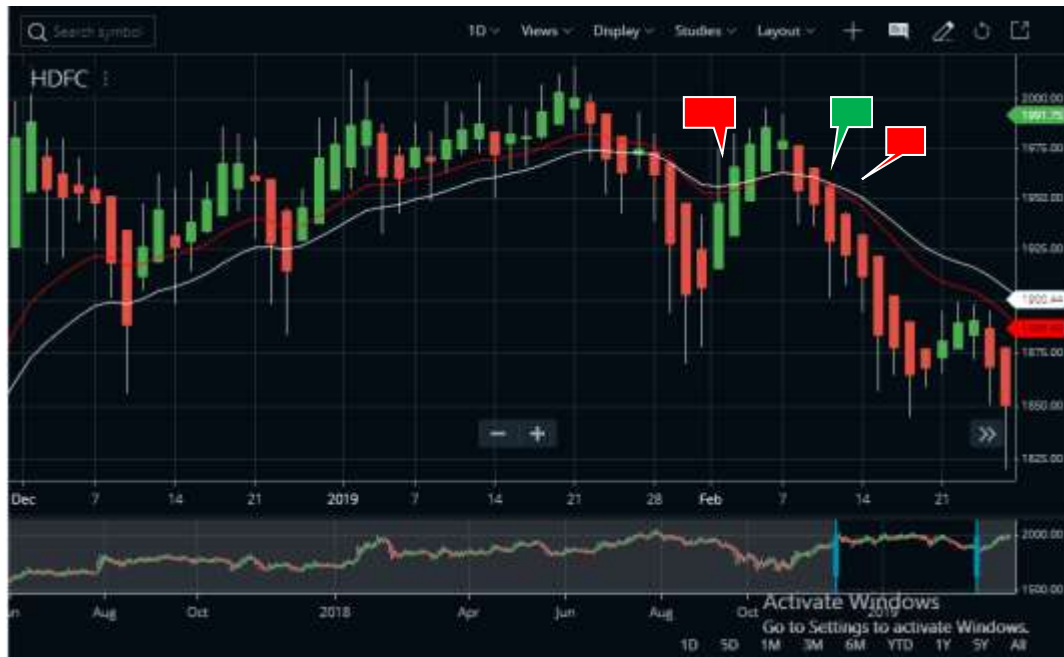 Search symbol 1D Views Display Studies Layout
HDFC
2000.00
1991.75
1975.00
1950.00
1925.00
1900.44
1875.00
1850.00
1825.00
Dec 7 14 21 2019 7 14 21 28 Feb 7 14 21
2000.00
1500.00
Aug Oct 2018 Apr Jun Aug Oct 2019
Activate Windows
Go to Settings to activate Windows.
1D 5D 1M 3M 6M YTD 1Y 5Y All